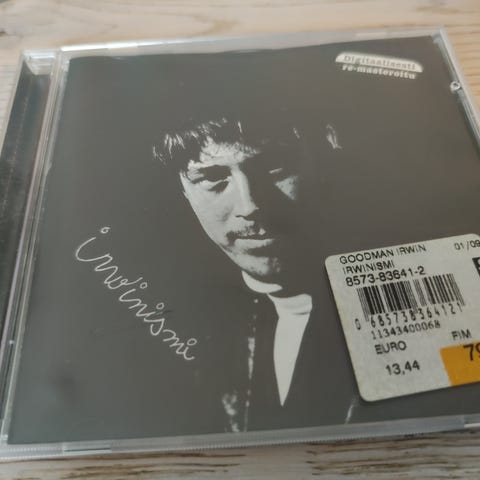 Digitaalisesti
re-masteroitu
irwinismi
GOODMAN IRWIN 01/09
IRWINISMI
8573-83641-2
0 685738 364121
11343400068
EURO FIM
13,44 79